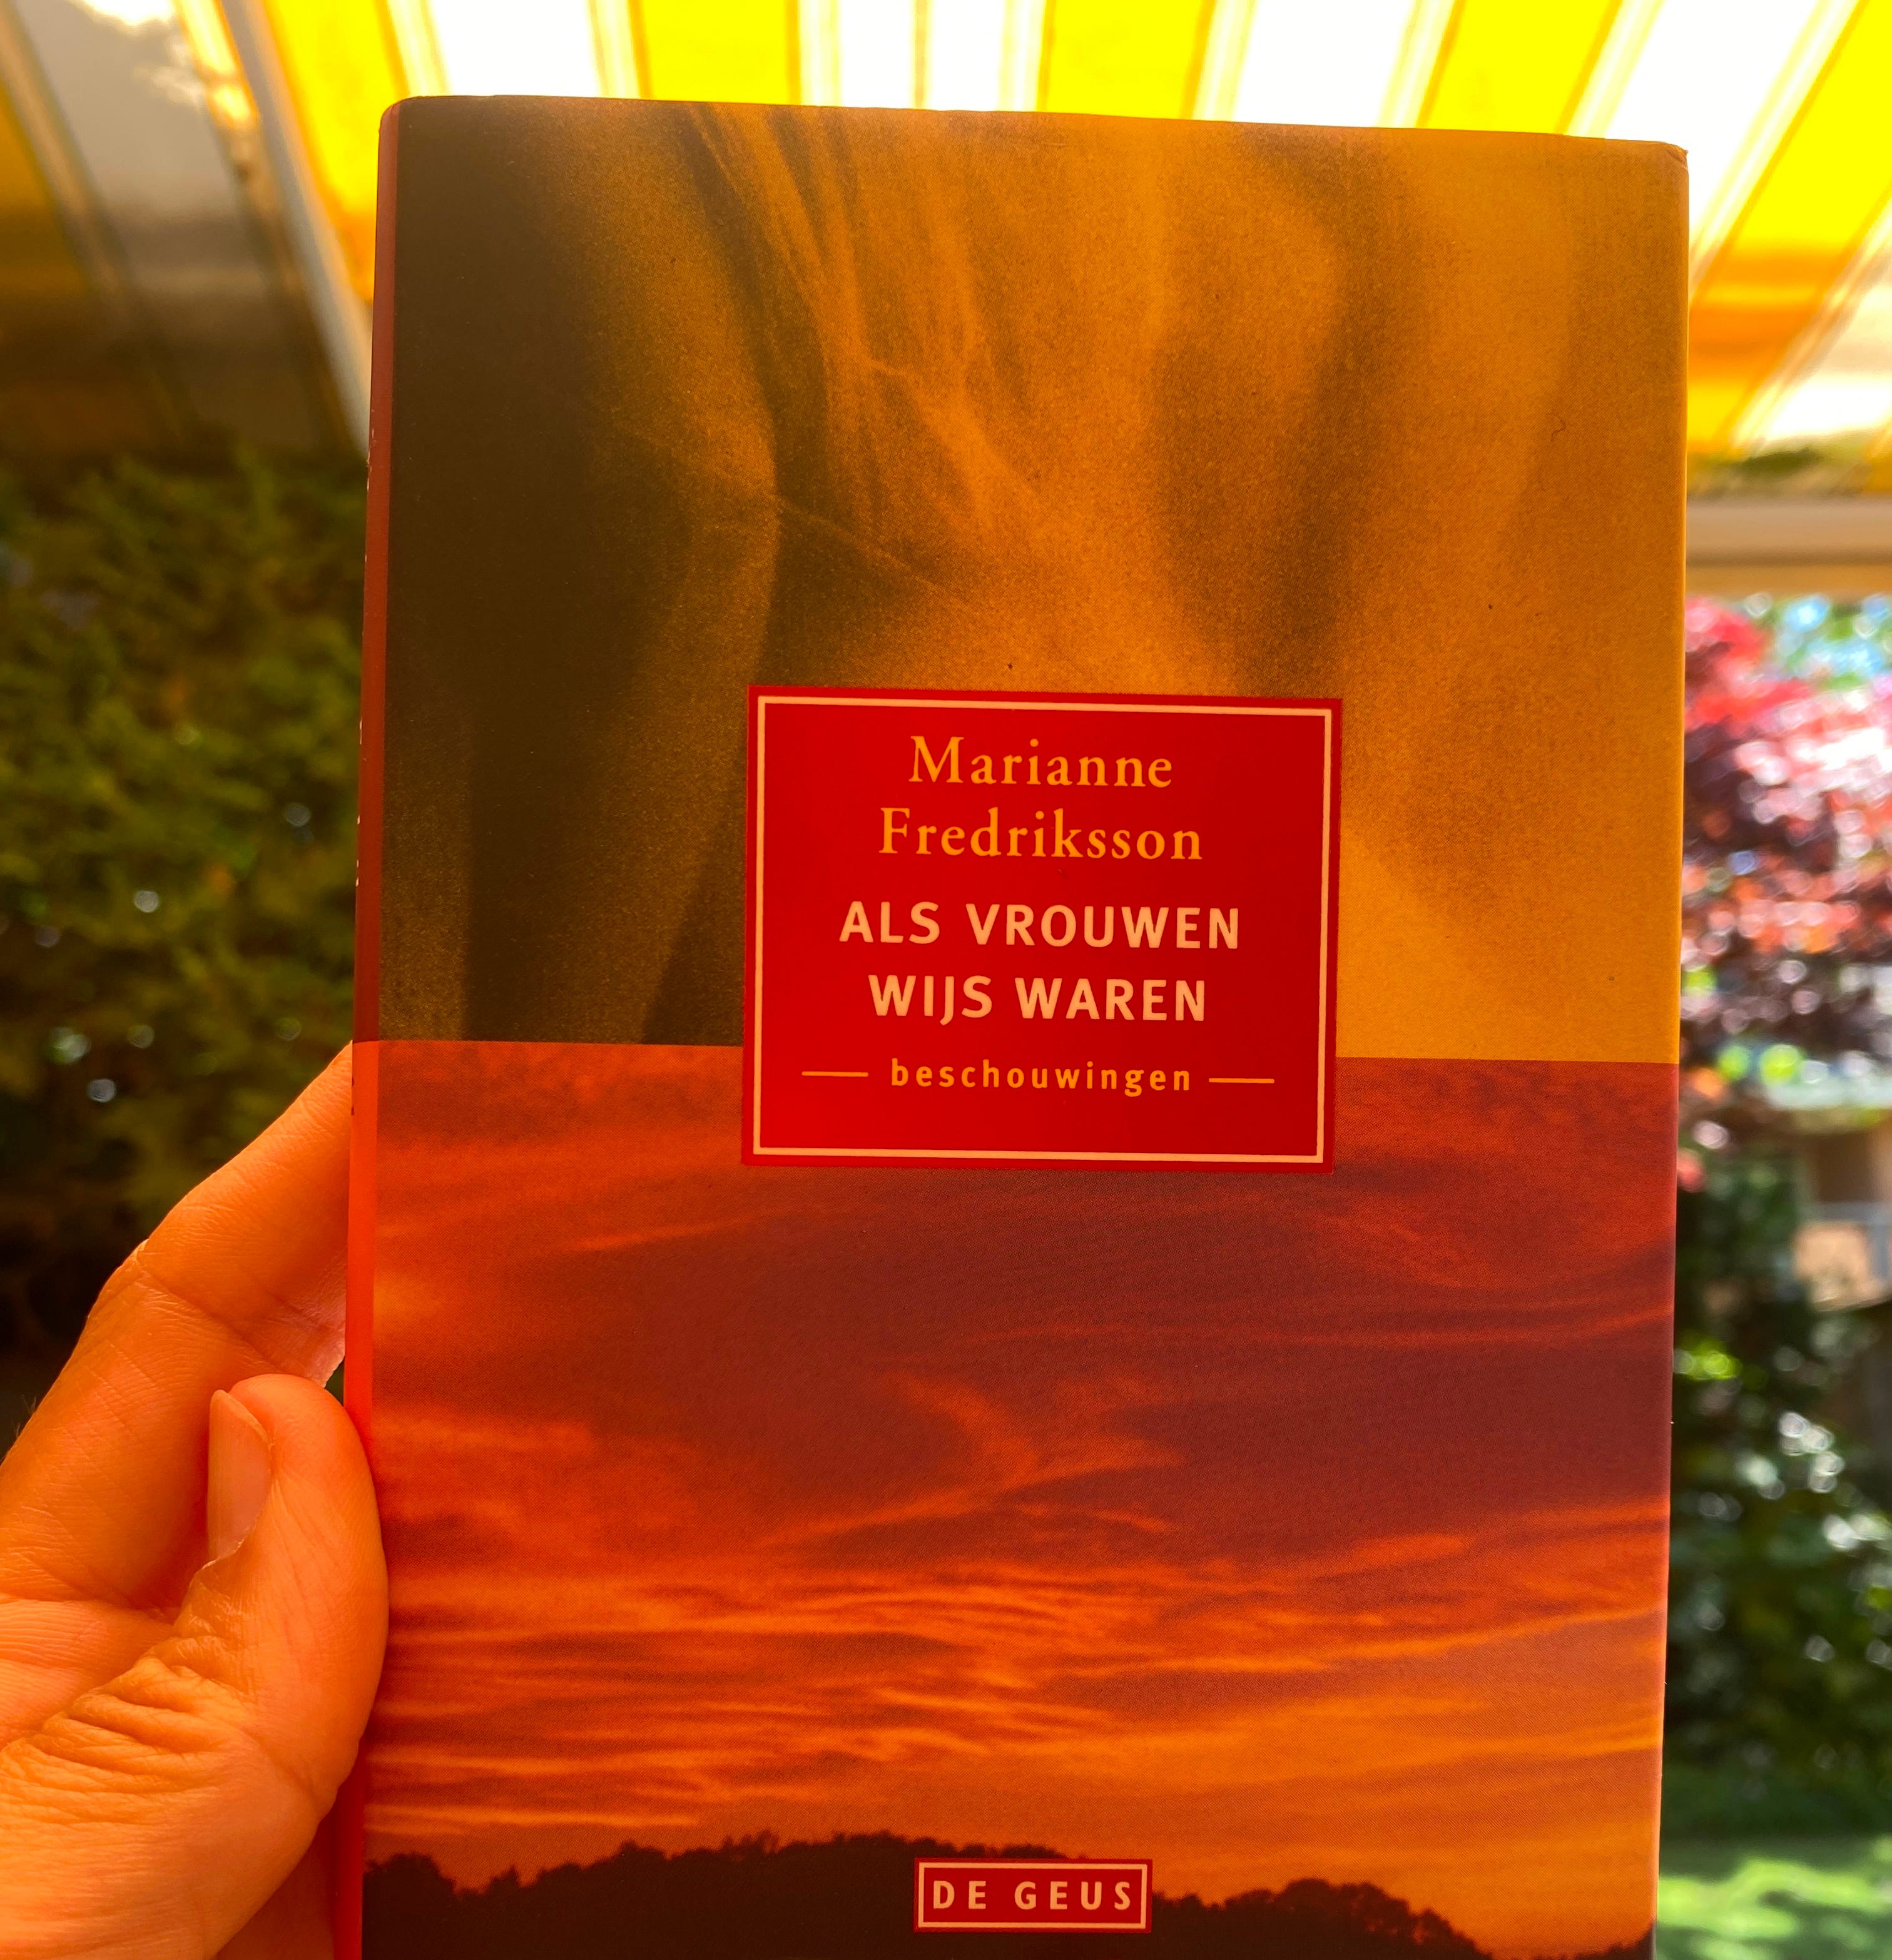 Marianne
Fredriksson
ALS VROUWEN
WIJS WAREN
beschouwingen
DE GEUS